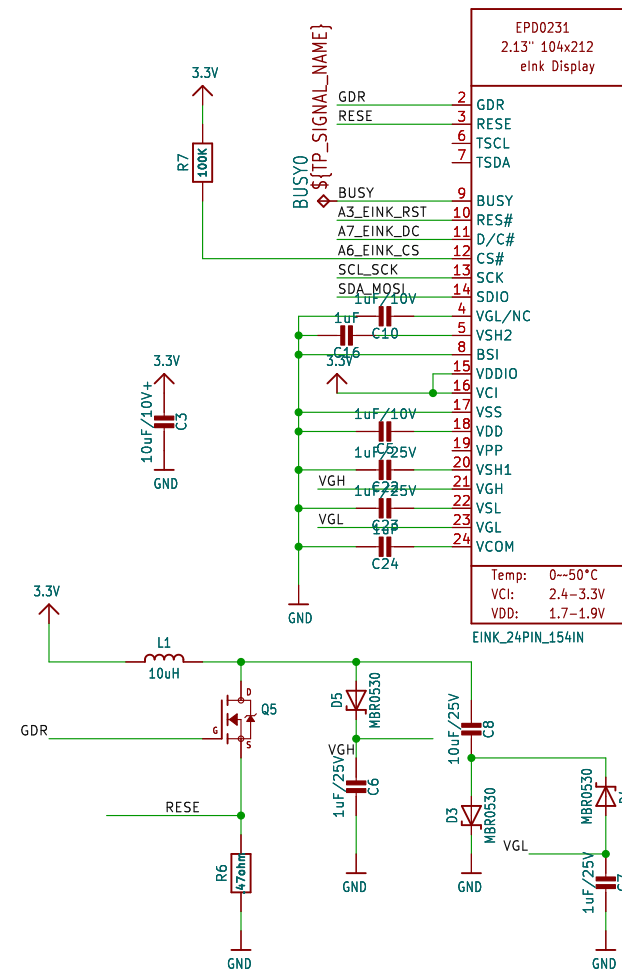 EPD0231
2.13" 104x212
eInk Display
${TP_SIGNAL_NAME}
BUSY0
3.3V
R7
100K
GDR
2
GDR
RESE
3
RESE
6
TSCL
7
TSDA
BUSY
9
BUSY
A3_EINK_RST
10
RES#
A7_EINK_DC
11
D/C#
A6_EINK_CS
12
CS#
SCL_SCK
13
SCK
SDA_MOSI
14
SDIO
1uF/10V
C10
4
VGL/NC
1uF
C16
5
VSH2
8
BSI
3.3V
15
VDDIO
16
VCI
17
VSS
1uF/10V
C5
18
VDD
19
VPP
1uF/25V
C22
20
VSH1
VGH
21
VGH
1uF/25V
C23
22
VSL
VGL
23
VGL
1uF
C24
24
VCOM
3.3V
10uF/10V+
C3
GND
GND
Temp: 0~~50°C
VCI: 2.4-3.3V
VDD: 1.7-1.9V
EINK_24PIN_154IN
3.3V
L1
10uH
D
G
S
Q5
GDR
RESE
R6
.47ohm
GND
D5
MBR0530
VGH
1uF/25V
C6
GND
10uF/25V
C8
D3
MBR0530
GND
MBR0530
VGL
1uF/25V
GND